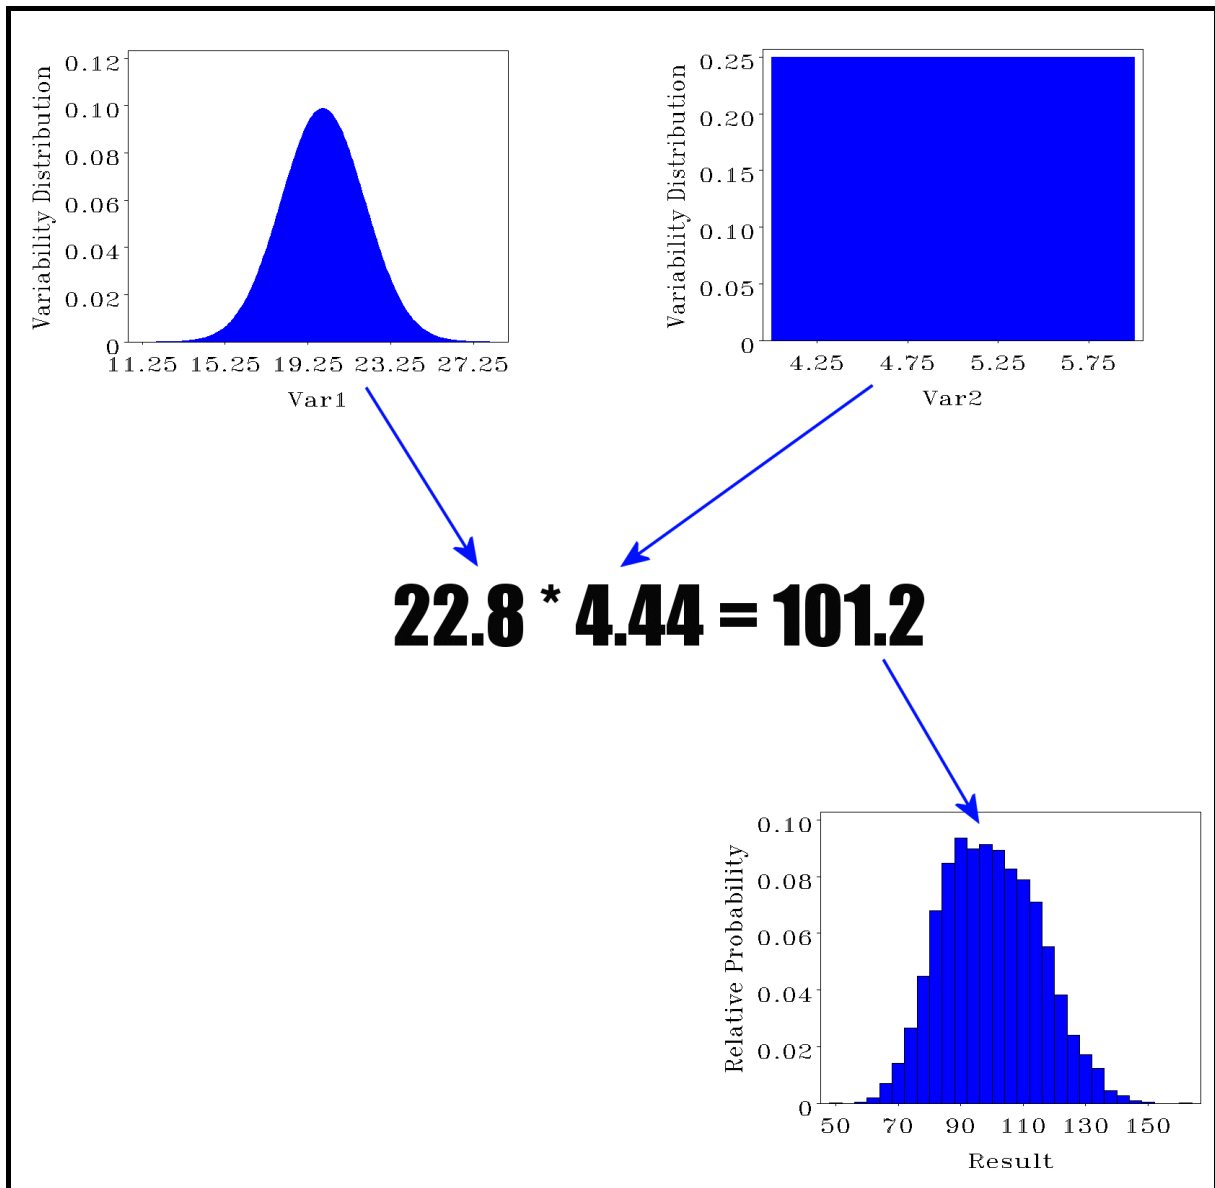 Variability Distribution
0.12
0.10
0.08
0.06
0.04
0.02
0
11.25 15.25 19.25 23.25 27.25
Var1
Variability Distribution
0.25
0.20
0.15
0.10
0.05
0
4.25 4.75 5.25 5.75
Var2
22.8 * 4.44 = 101.2
Relative Probability
0.10
0.08
0.06
0.04
0.02
0
50 70 90 110 130 150
Result